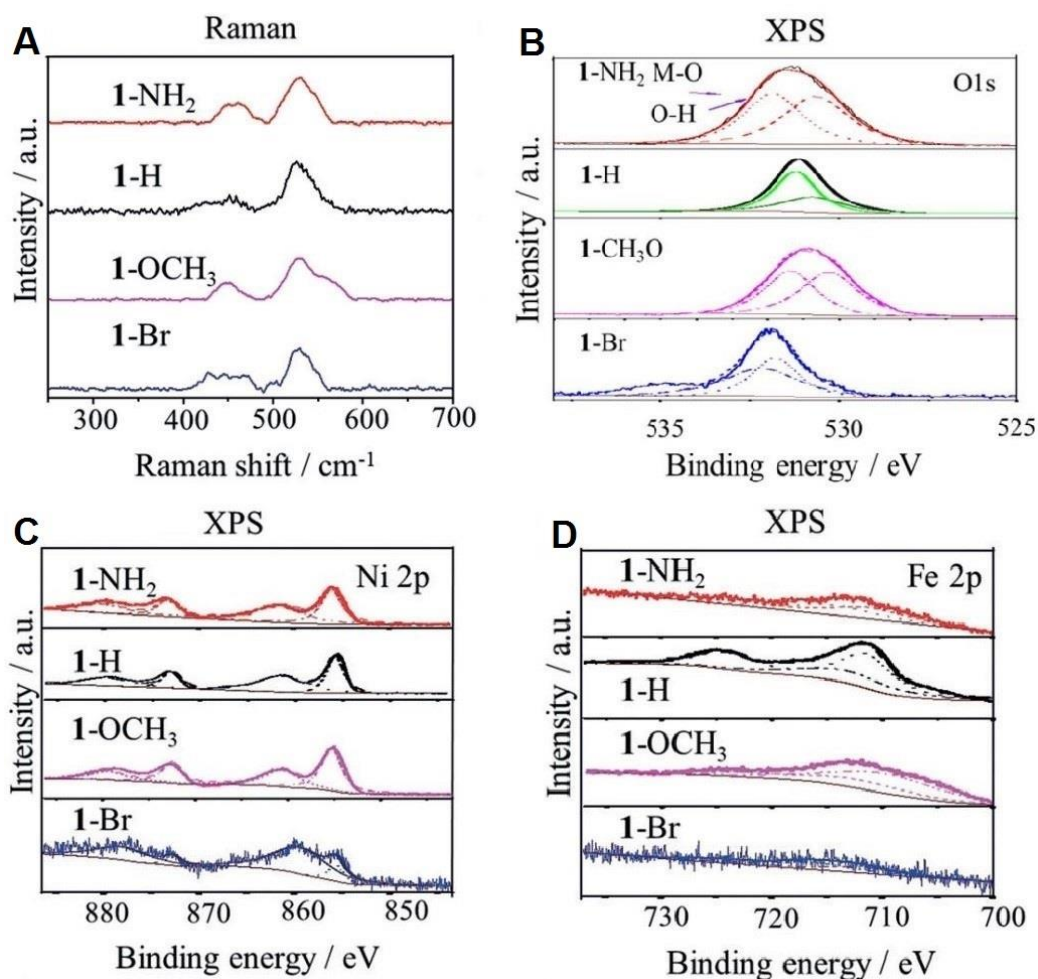 A
Raman
1-NH₂
1-H
1-OCH₃
1-Br
Intensity / a.u.
300 400 500 600 700
Raman shift / cm⁻¹
B
XPS
1-NH₂ M-O
O-H
O1s
1-H
1-CH₃O
1-Br
Intensity / a.u.
535 530 525
Binding energy / eV
C
XPS
1-NH₂
Ni 2p
1-H
1-OCH₃
1-Br
Intensity / a.u.
880 870 860 850
Binding energy / eV
D
XPS
1-NH₂
Fe 2p
1-H
1-OCH₃
1-Br
Intensity / a.u.
730 720 710 700
Binding energy / eV